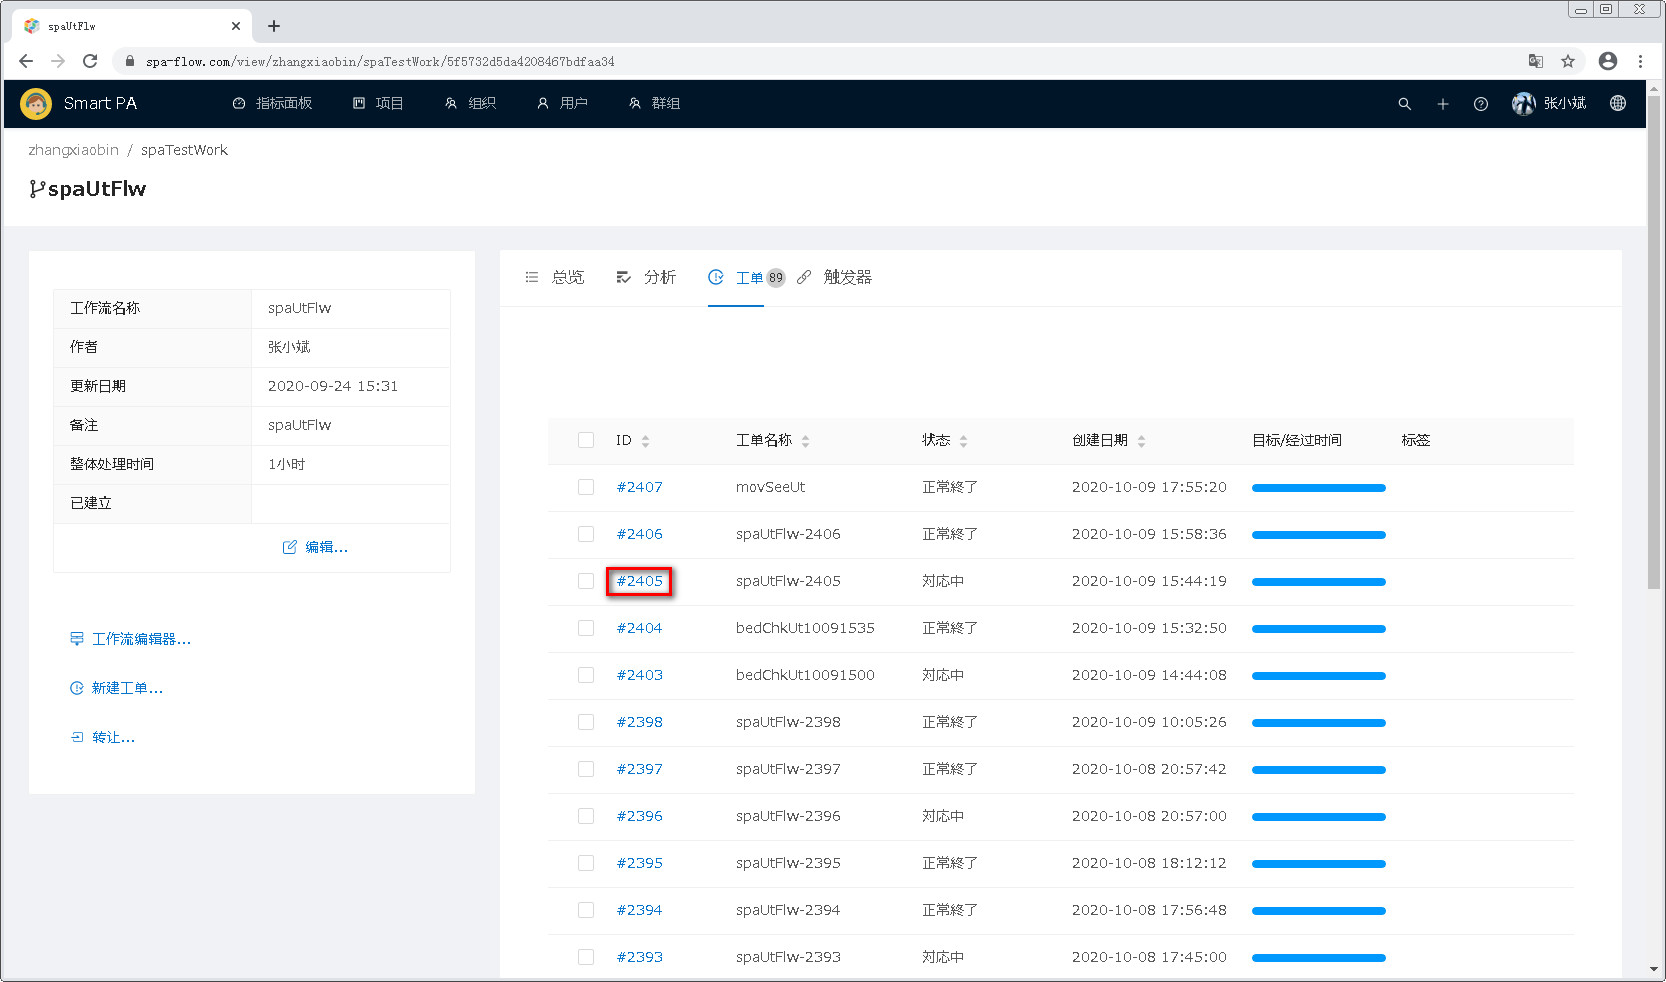 spaUtFlw
spa-flow.com/view/zhangxiaobin/spaTestWork/5f5732d5da4208467bdfaa34
Smart PA 指标面板 项目 组织 用户 群组 张小斌
zhangxiaobin / spaTestWork
spaUtFlw
工作流名称 spaUtFlw
作者 张小斌
更新日期 2020-09-24 15:31
备注 spaUtFlw
整体处理时间 1小时
已建立
编辑...
工作流编辑器...
新建工单...
转让...
总览 分析 工单 89 触发器
ID 工单名称 状态 创建日期 目标/经过时间 标签
#2407 movSeeUt 正常終了 2020-10-09 17:55:20
#2406 spaUtFlw-2406 正常終了 2020-10-09 15:58:36
#2405 spaUtFlw-2405 対応中 2020-10-09 15:44:19
#2404 bedChkUt10091535 正常終了 2020-10-09 15:32:50
#2403 bedChkUt10091500 対応中 2020-10-09 14:44:08
#2398 spaUtFlw-2398 正常終了 2020-10-09 10:05:26
#2397 spaUtFlw-2397 正常終了 2020-10-08 20:57:42
#2396 spaUtFlw-2396 対応中 2020-10-08 20:57:00
#2395 spaUtFlw-2395 正常終了 2020-10-08 18:12:12
#2394 spaUtFlw-2394 正常終了 2020-10-08 17:56:48
#2393 spaUtFlw-2393 対応中 2020-10-08 17:45:00